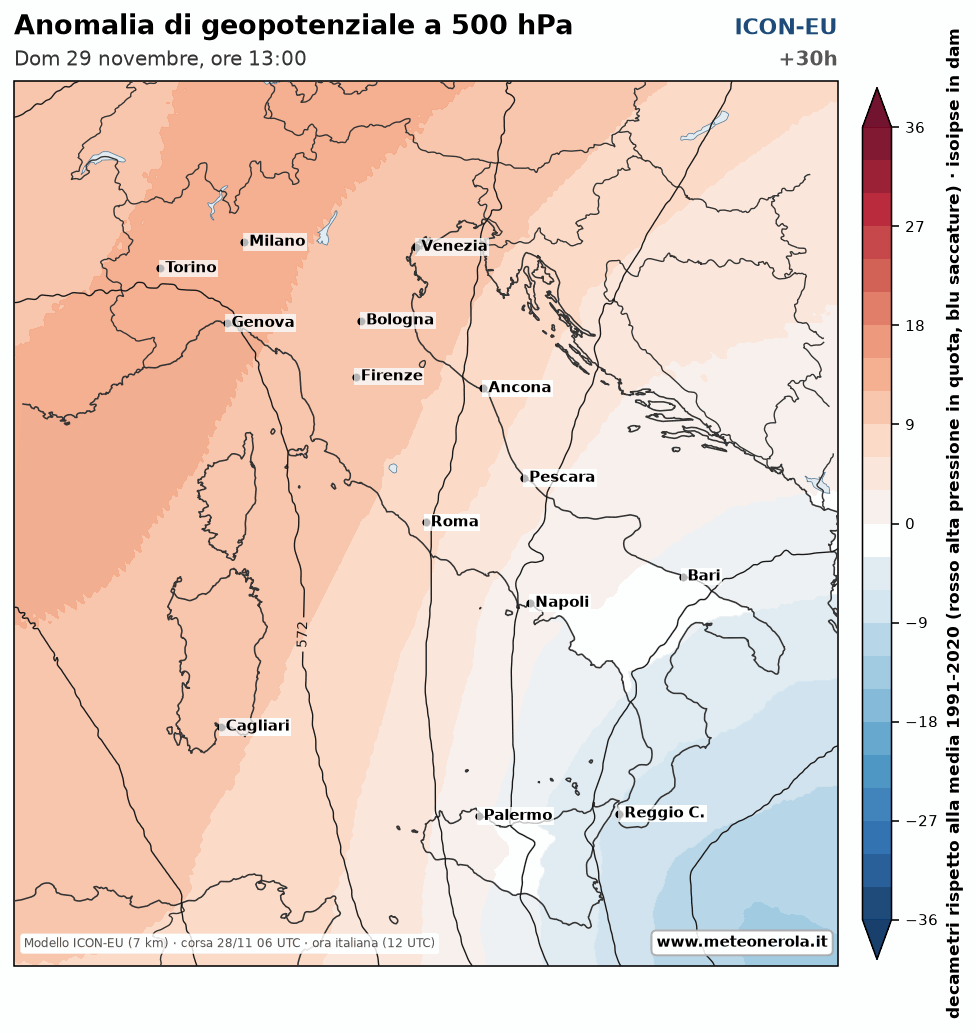 Anomalia di geopotenziale a 500 hPa
ICON-EU
Dom 29 novembre, ore 13:00
+30h
Milano
Venezia
Torino
Genova
Bologna
Firenze
Ancona
Pescara
Roma
Bari
Napoli
572
Cagliari
Palermo
Reggio C.
Modello ICON-EU (7 km) · corsa 28/11 06 UTC · ora italiana (12 UTC)
www.meteonerola.it
36
27
18
9
0
−9
−18
−27
−36
decametri rispetto alla media 1991-2020 (rosso alta pressione in quota, blu saccature) · isoipse in dam